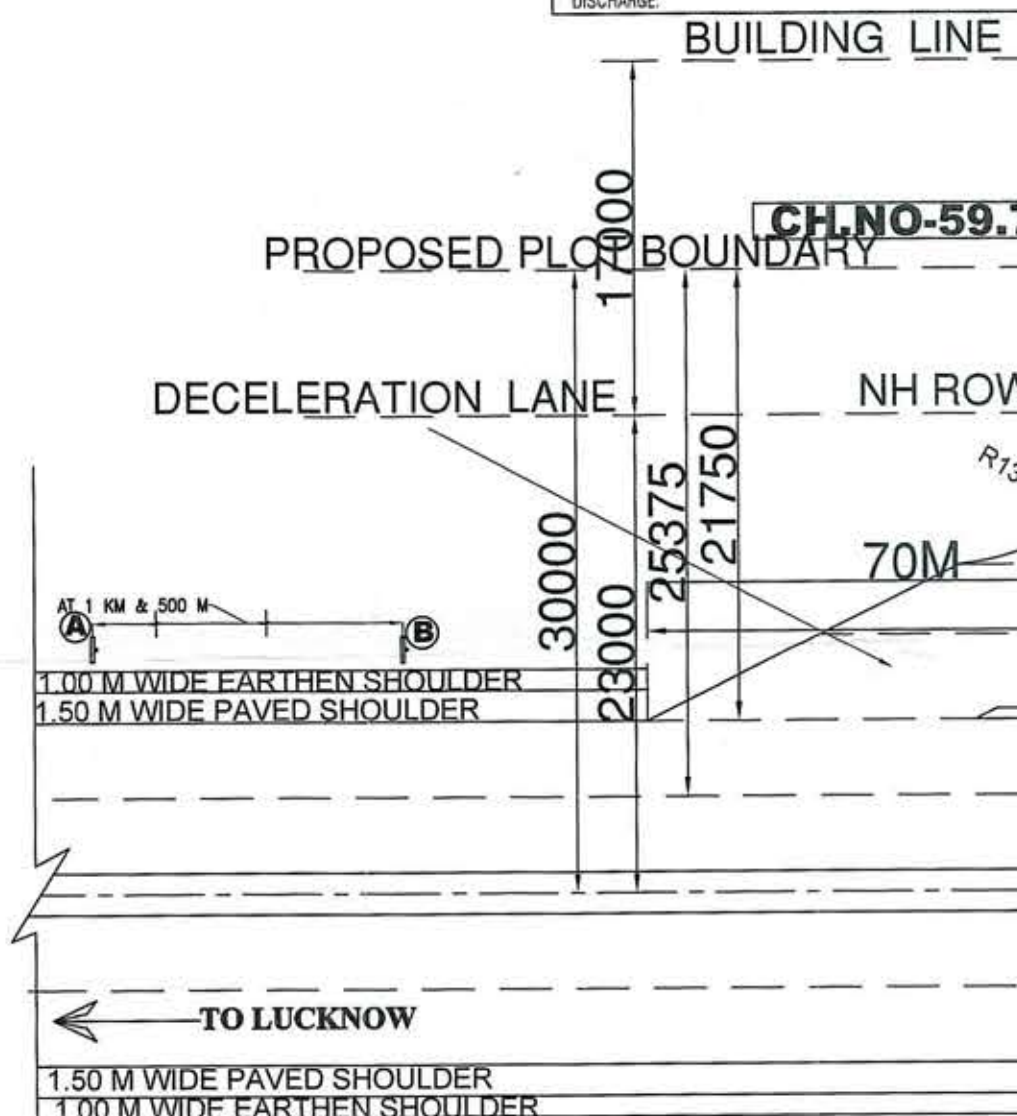 DISCHARGE.
BUILDING LINE
17000
CH.NO-59.7
PROPOSED PLOT BOUNDARY
DECELERATION LANE
NH ROW
R13
30000
23000
25375
21750
70M
AT 1 KM & 500 M
A
B
1.00 M WIDE EARTHEN SHOULDER
1.50 M WIDE PAVED SHOULDER
TO LUCKNOW
1.50 M WIDE PAVED SHOULDER
1.00 M WIDE EARTHEN SHOULDER